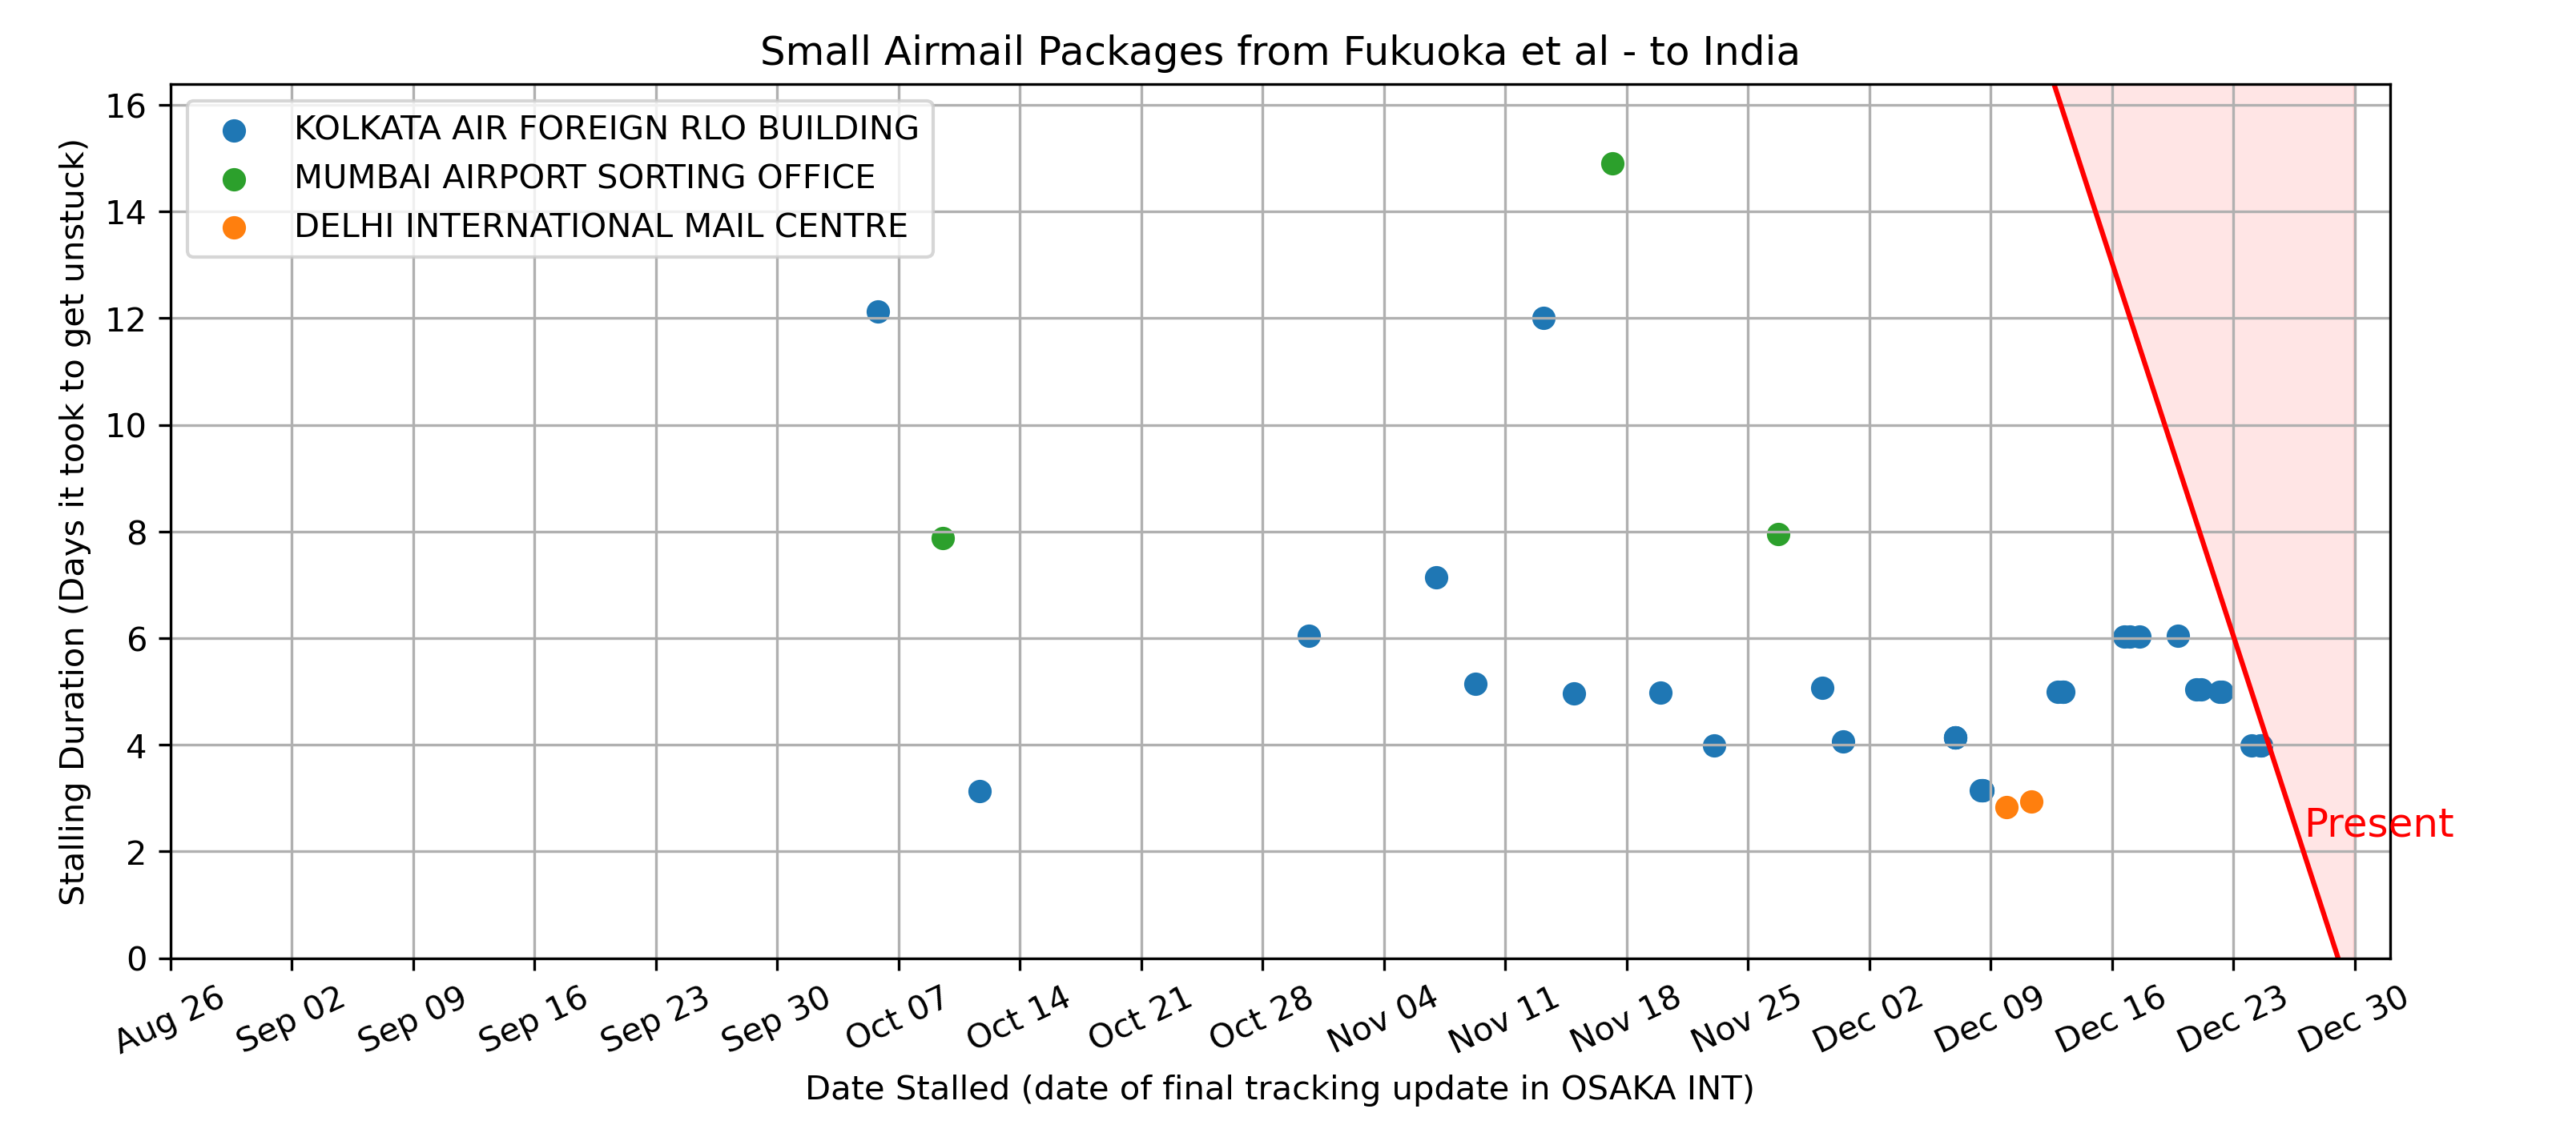 Small Airmail Packages from Fukuoka et al - to India
KOLKATA AIR FOREIGN RLO BUILDING
MUMBAI AIRPORT SORTING OFFICE
DELHI INTERNATIONAL MAIL CENTRE
Stalling Duration (Days it took to get unstuck)
16
14
12
10
8
6
4
2
0
Present
Aug 26
Sep 02
Sep 09
Sep 16
Sep 23
Sep 30
Oct 07
Oct 14
Oct 21
Oct 28
Nov 04
Nov 11
Nov 18
Nov 25
Dec 02
Dec 09
Dec 16
Dec 23
Dec 30
Date Stalled (date of final tracking update in OSAKA INT)